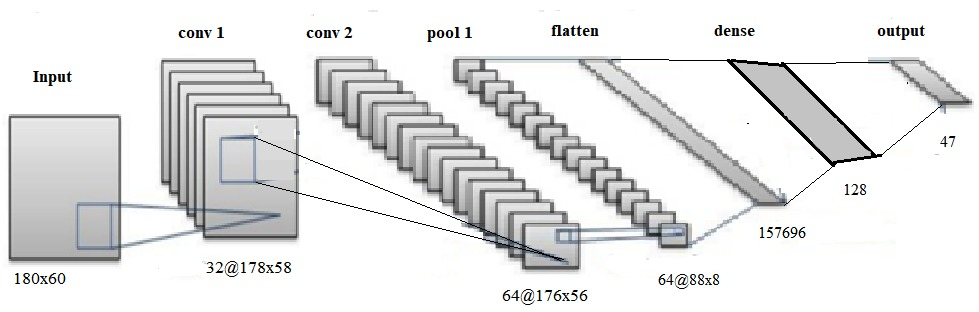 conv 1 conv 2 pool 1 flatten dense output
Input
47
128
157696
180x60
32@178x58
64@88x8
64@176x56